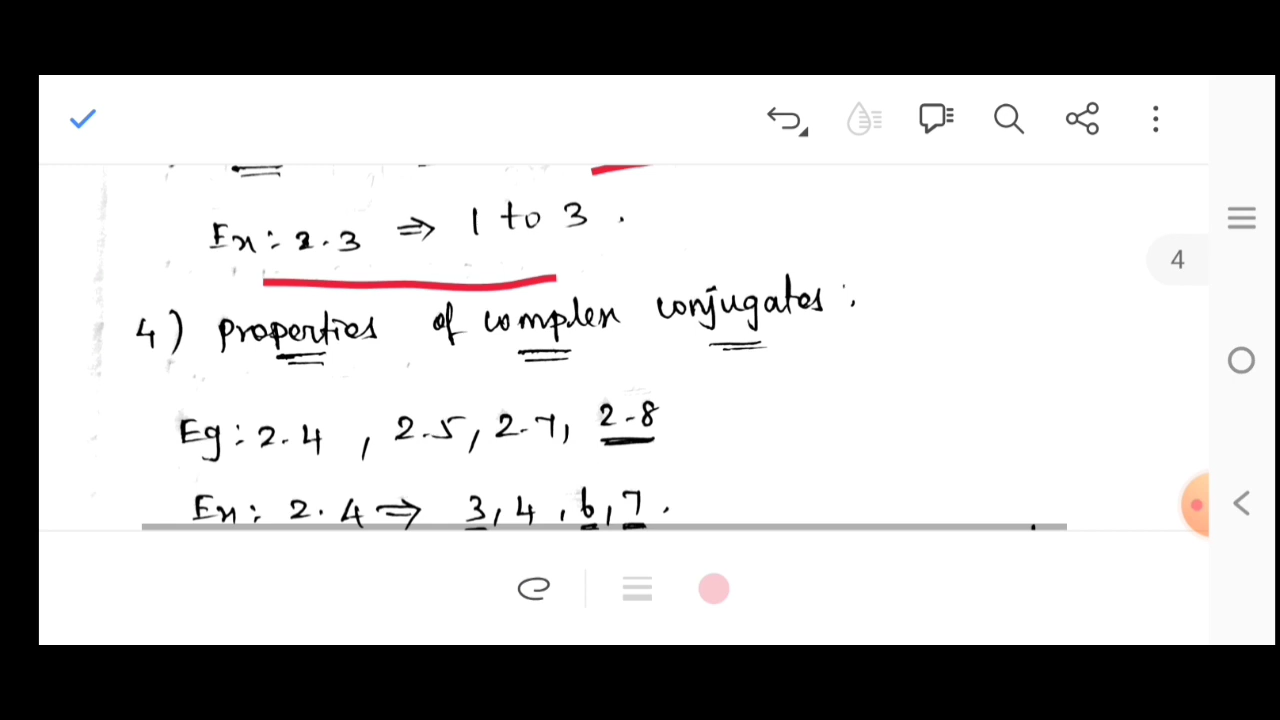 Ex: 2.3 ⇒ 1 to 3 .
4
4) Properties of complex conjugates :
Eg: 2.4 , 2.5, 2.7, 2.8
Ex: 2.4 ⇒ 3, 4 , 6, 7 .